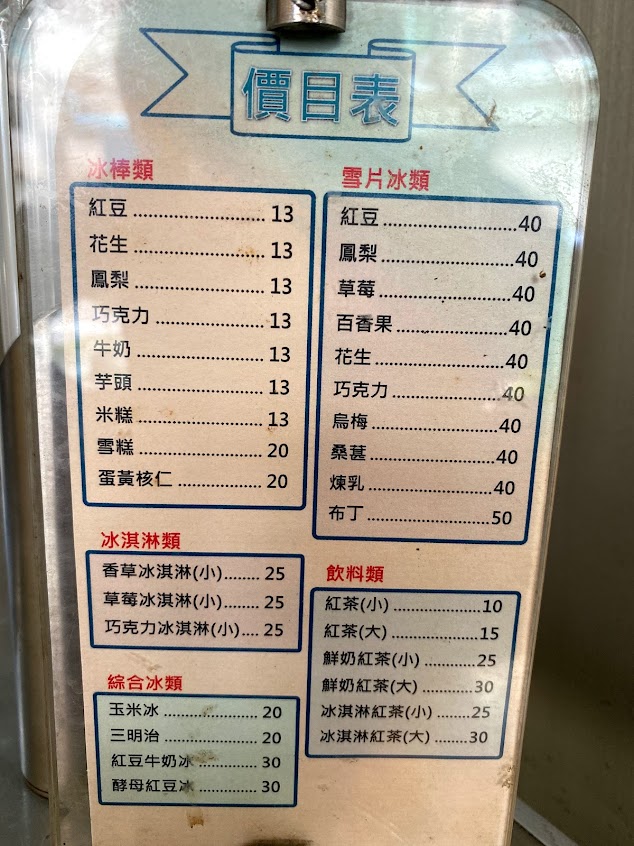 價目表
冰棒類
紅豆 ........................ 13
花生 ........................ 13
鳳梨 ........................ 13
巧克力 .................... 13
牛奶 ........................ 13
芋頭 ........................ 13
米糕 ........................ 13
雪糕 ........................ 20
蛋黃核仁 ................ 20
冰淇淋類
香草冰淇淋(小)........ 25
草莓冰淇淋(小)........ 25
巧克力冰淇淋(小).... 25
綜合冰類
玉米冰 .................... 20
三明治 .................... 20
紅豆牛奶冰 ............ 30
酵母紅豆冰 ............ 30
雪片冰類
紅豆........................40
鳳梨........................40
草莓........................40
百香果....................40
花生........................40
巧克力....................40
烏梅........................40
桑葚........................40
煉乳........................40
布丁........................50
飲料類
紅茶(小) ................10
紅茶(大) ................15
鮮奶紅茶(小) ..........25
鮮奶紅茶(大) ..........30
冰淇淋紅茶(小) .......25
冰淇淋紅茶(大) .......30